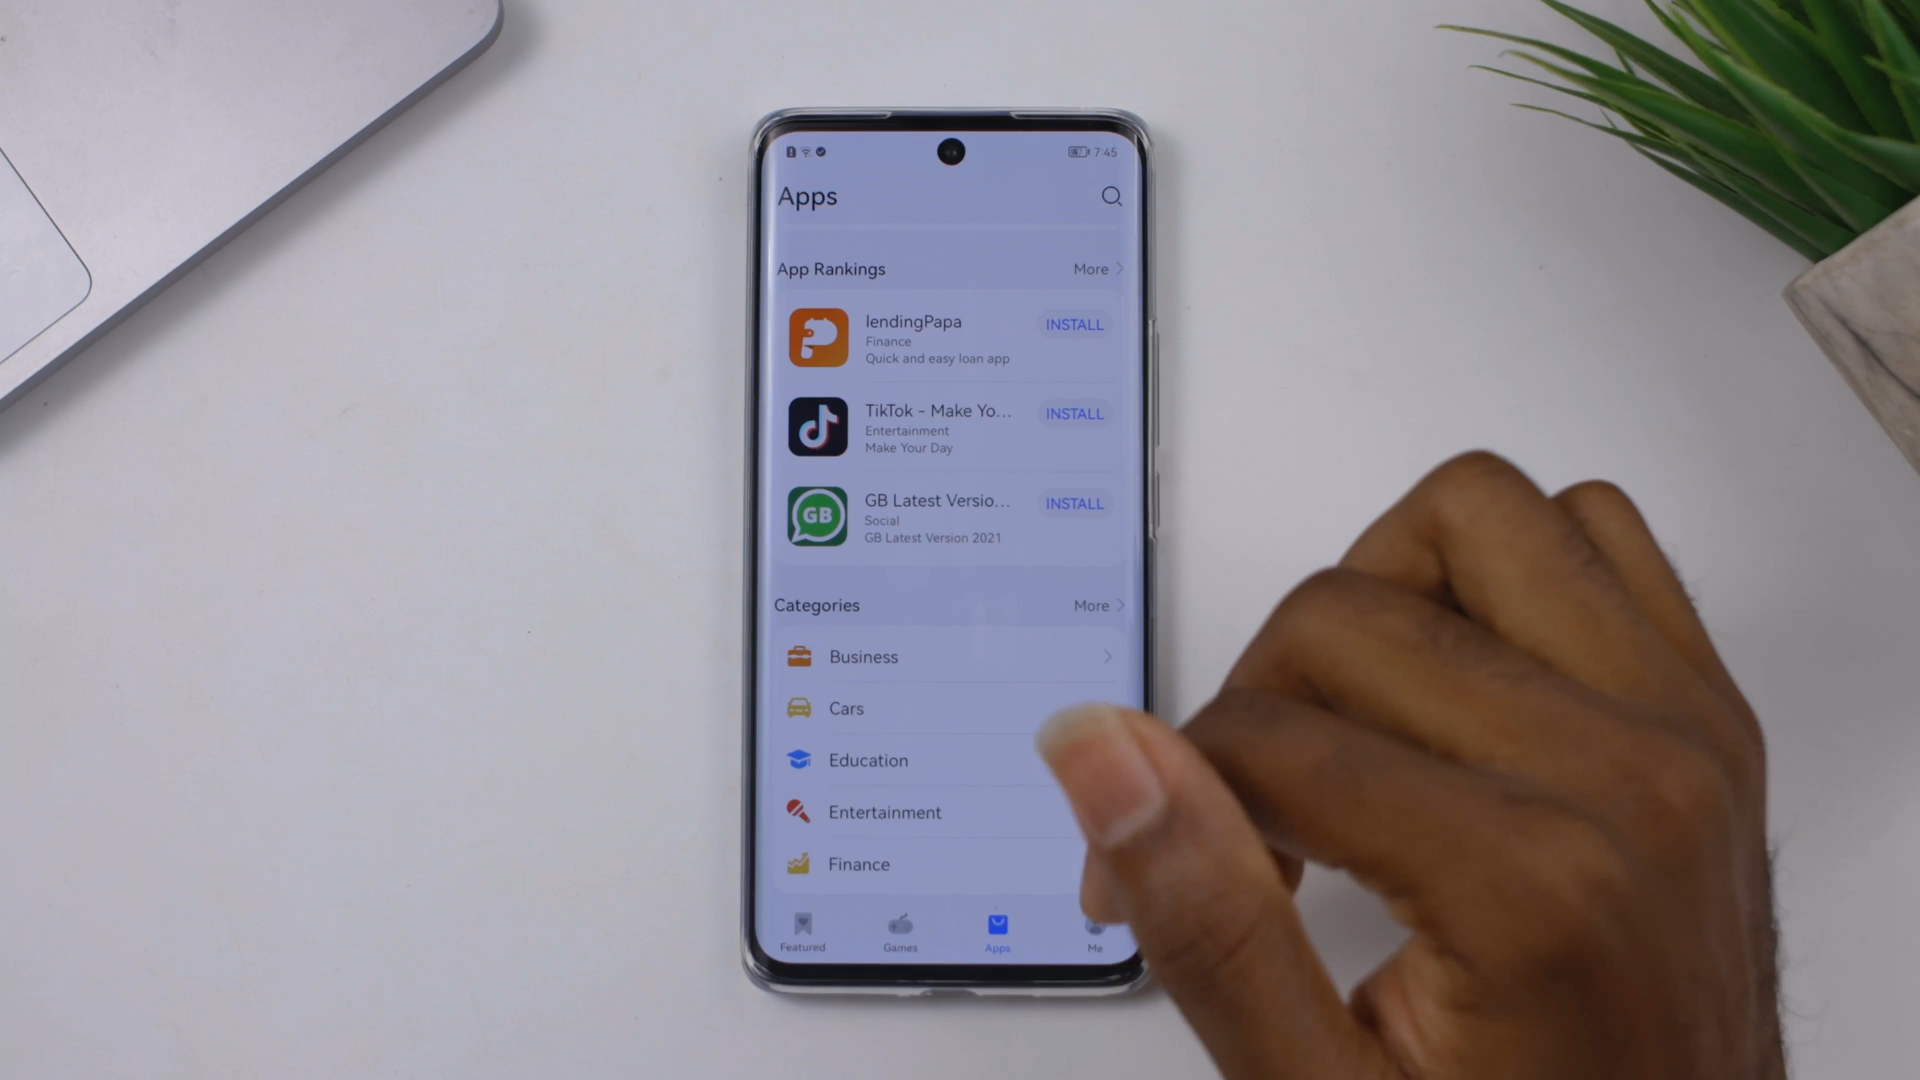 7:45
Apps
App Rankings
More
lendingPapa
INSTALL
Finance
Quick and easy loan app
TikTok - Make Yo...
INSTALL
Entertainment
Make Your Day
GB
GB Latest Versio...
INSTALL
Social
GB Latest Version 2021
Categories
More
Business
Cars
Education
Entertainment
Finance
Featured
Games
Apps
Me